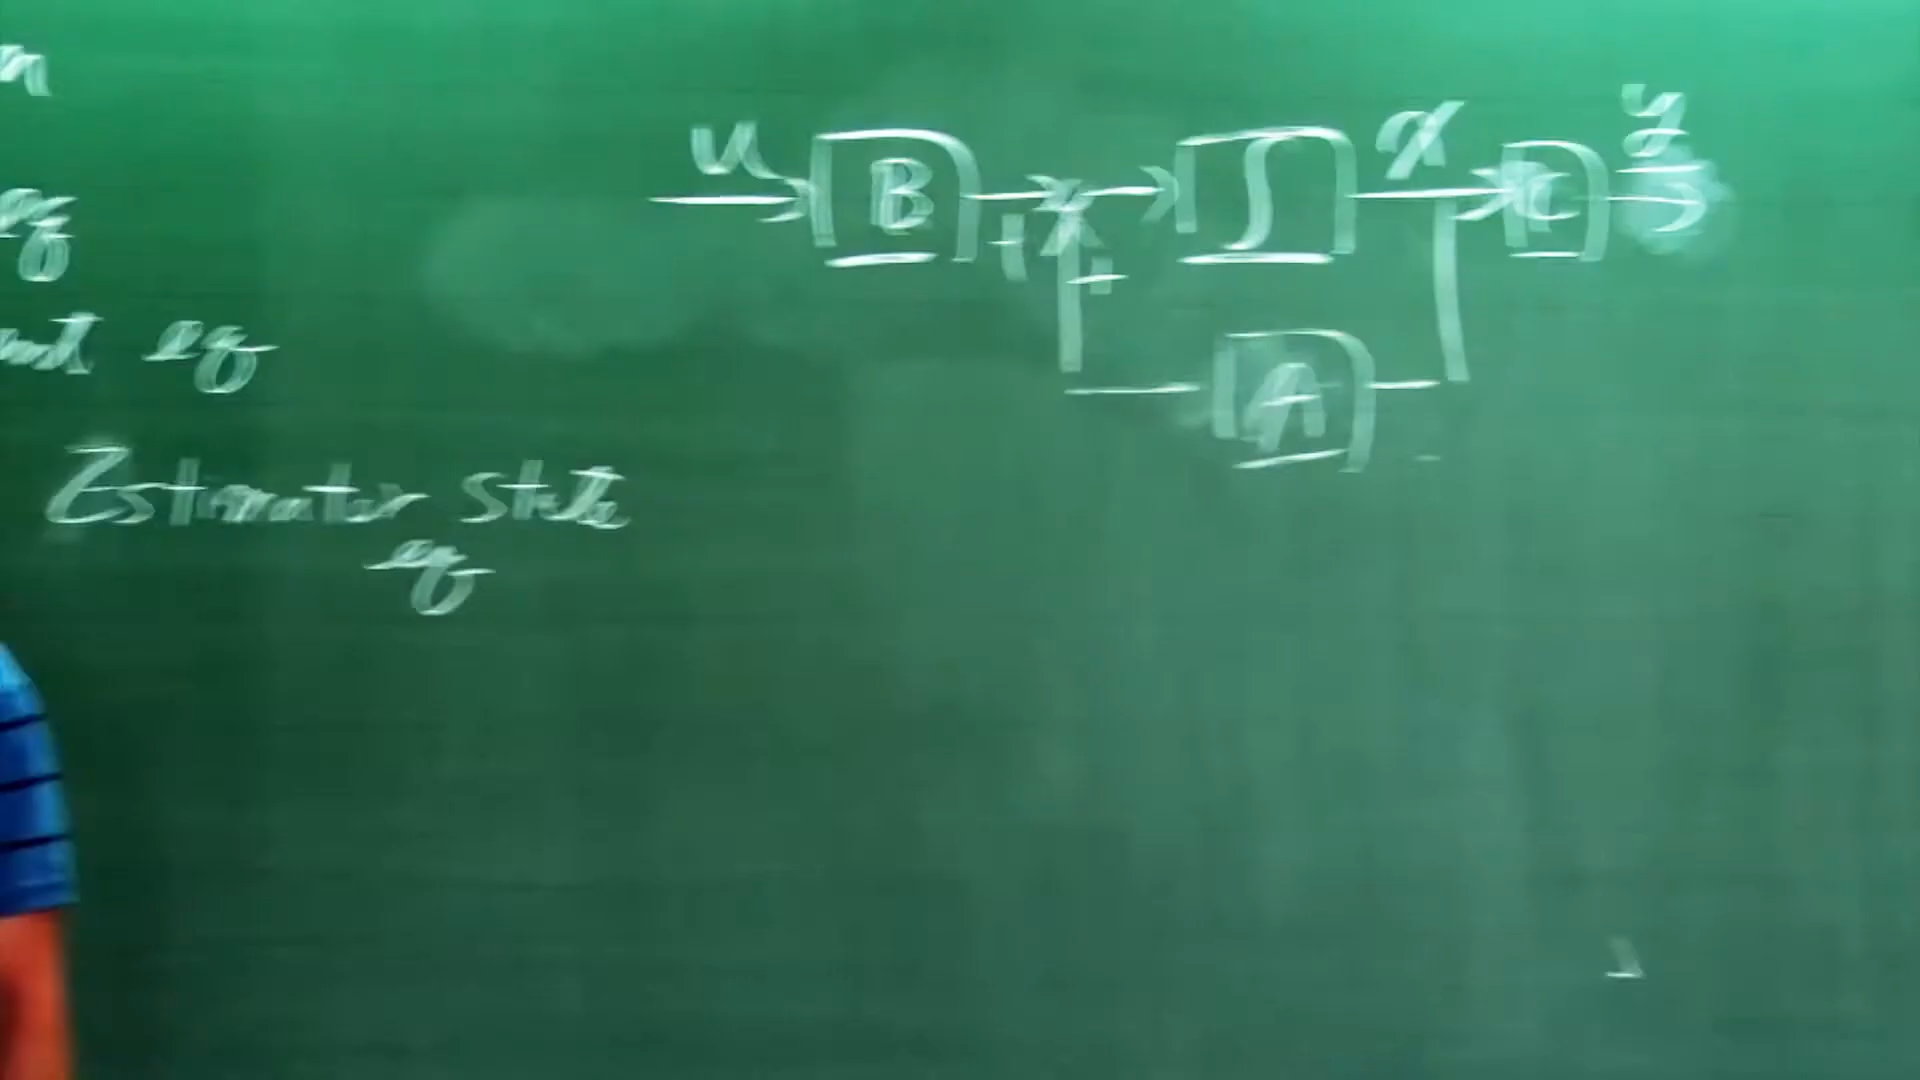 eq
eq
Estimator state
eq
u B ∫ x C y
+ +
A